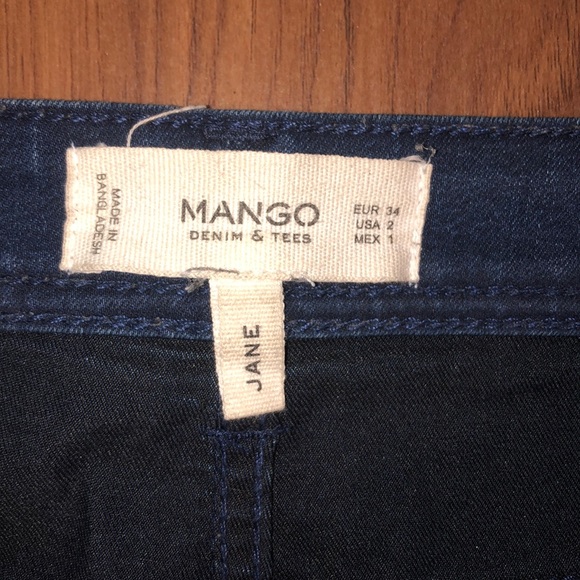 MADE IN
BANGLADESH
MANGO
DENIM & TEES
EUR 34
USA 2
MEX 1
JANE